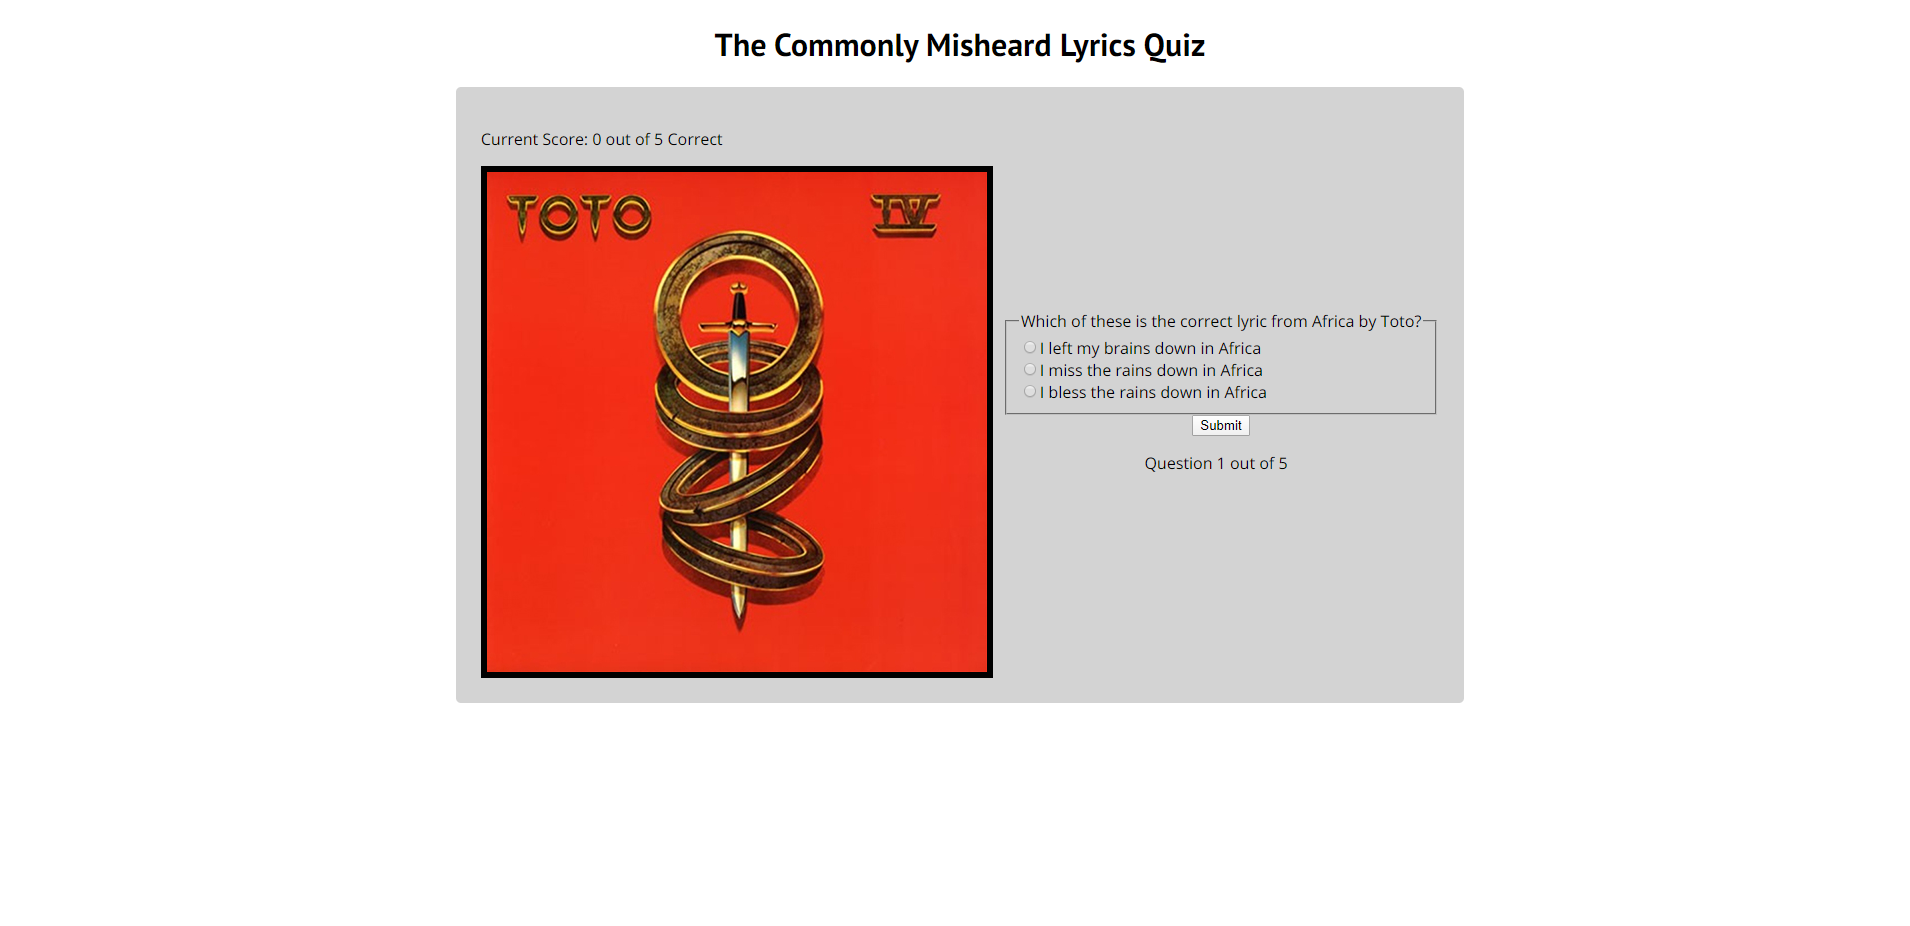 The Commonly Misheard Lyrics Quiz
Current Score: 0 out of 5 Correct
TOTO IV
Which of these is the correct lyric from Africa by Toto?
I left my brains down in Africa
I miss the rains down in Africa
I bless the rains down in Africa
Submit
Question 1 out of 5